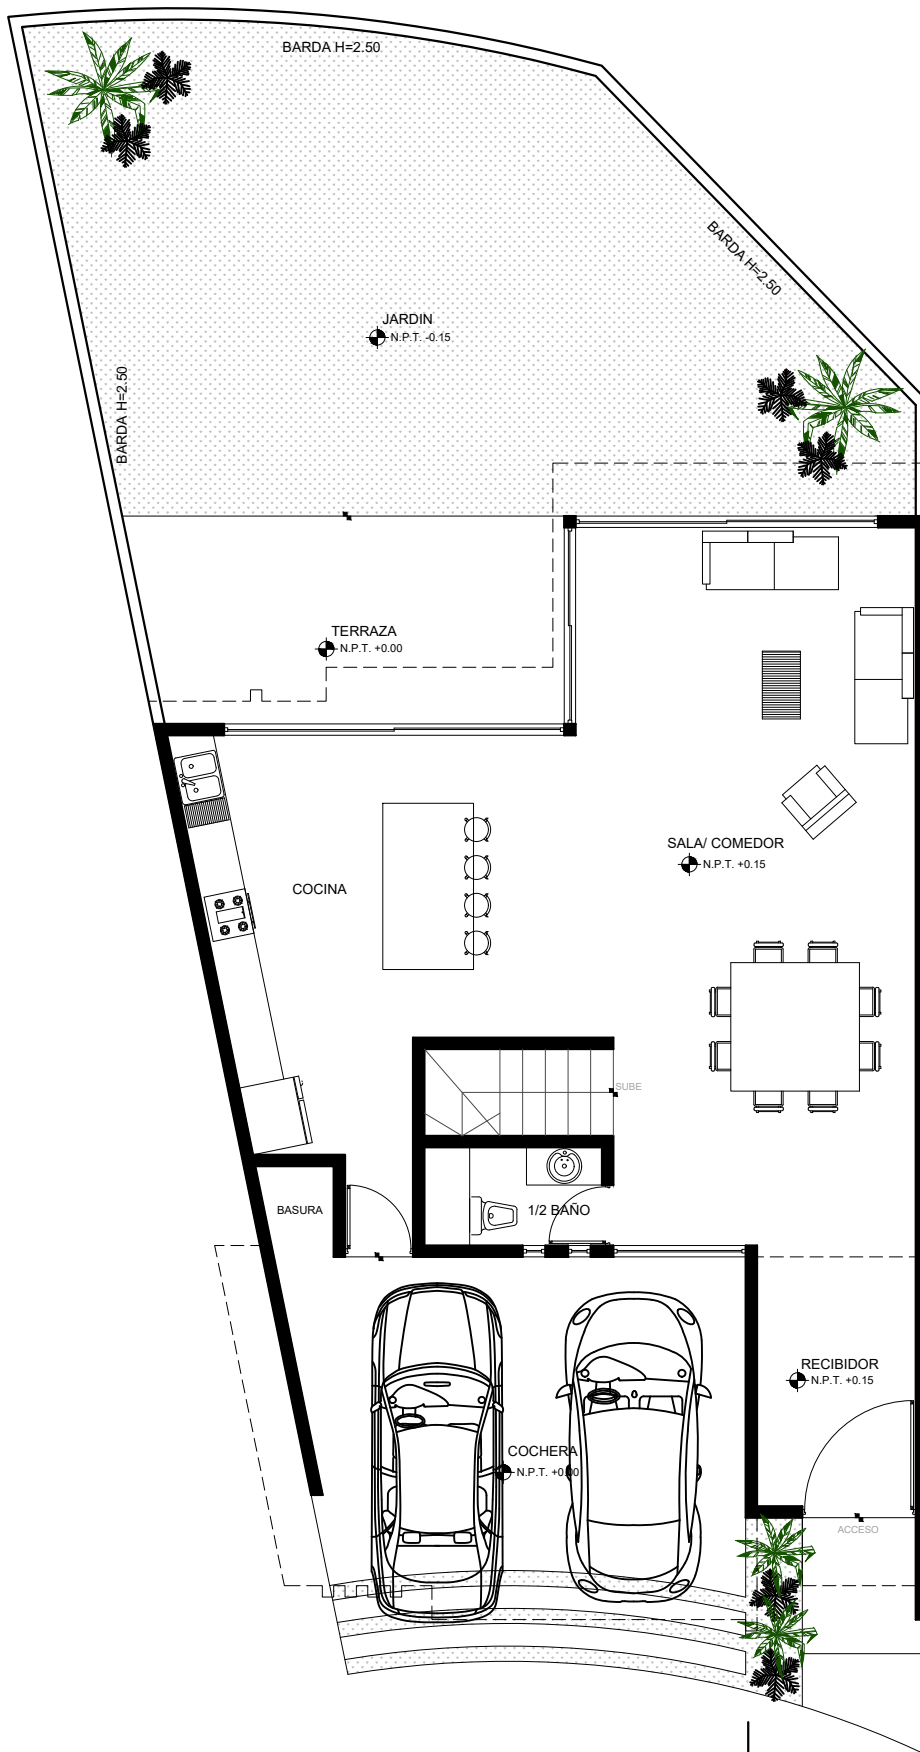 BARDA H=2.50
BARDA H=2.50
JARDIN
N.P.T. -0.15
BARDA H=2.50
TERRAZA
N.P.T. +0.00
SALA/ COMEDOR
N.P.T. +0.15
COCINA
SUBE
BASURA
1/2 BAÑO
RECIBIDOR
N.P.T. +0.15
COCHERA
N.P.T. +0.00
ACCESO